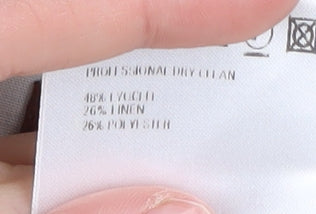 PROFESSIONAL DRY CLEAN
48% LYOCELL
26% LINEN
26% POLYESTER